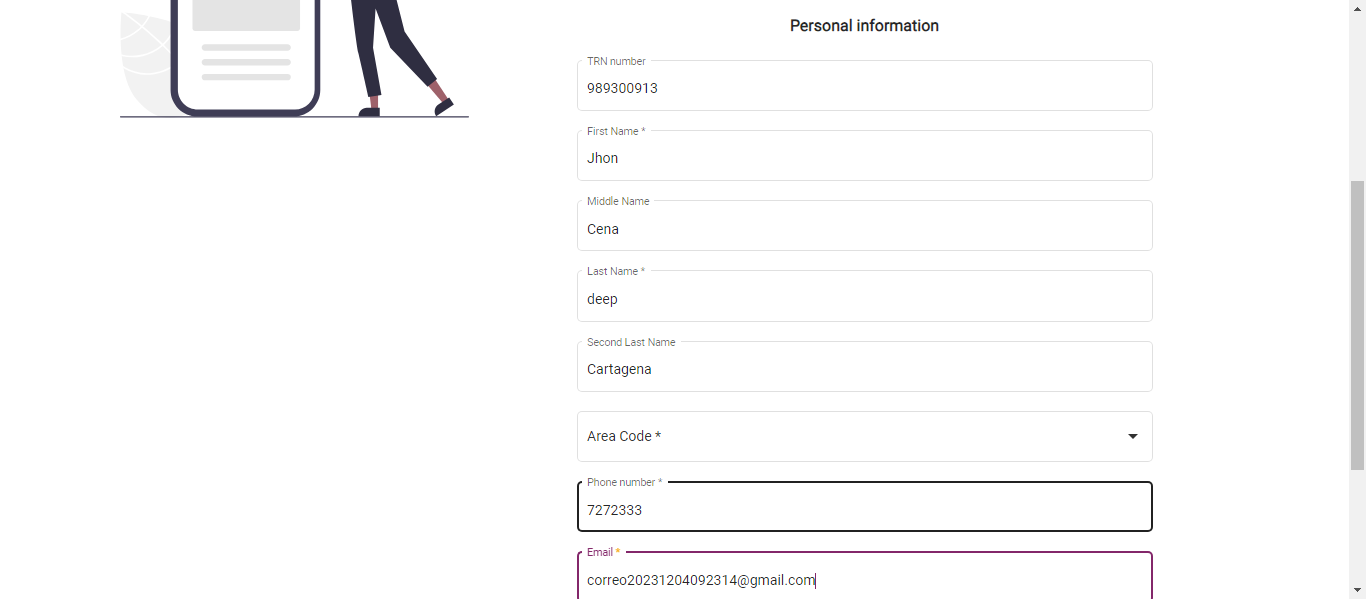 Personal information
TRN number
989300913
First Name *
Jhon
Middle Name
Cena
Last Name *
deep
Second Last Name
Cartagena
Area Code *
Phone number *
7272333
Email *
correo20231204092314@gmail.com